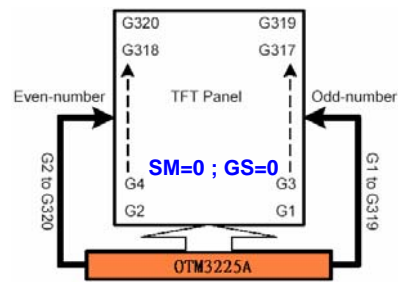 G320 G319
G318 G317
Even-number TFT Panel Odd-number
SM=0 ; GS=0
G4 G3
G2 to G320
G1 to G319
G2 G1
OTM3225A